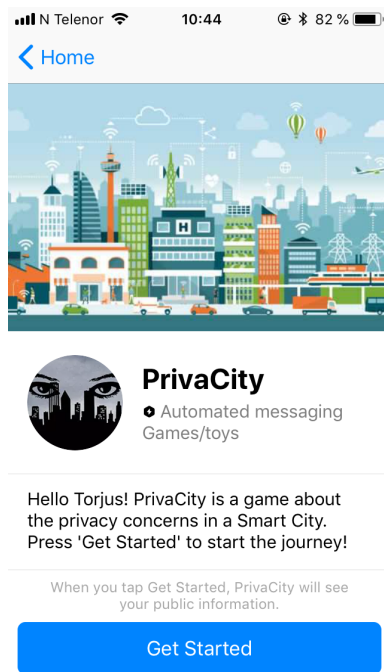 N Telenor 10:44 82 %
Home
H
PrivaCity
Automated messaging
Games/toys
Hello Torjus! PrivaCity is a game about
the privacy concerns in a Smart City.
Press 'Get Started' to start the journey!
When you tap Get Started, PrivaCity will see
your public information.
Get Started